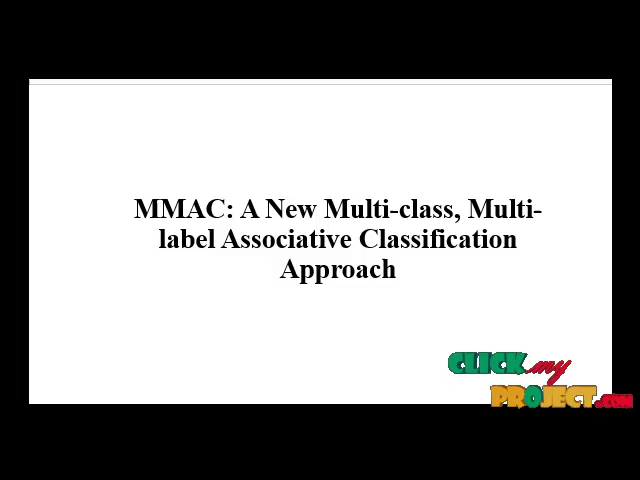 MMAC: A New Multi-class, Multi-
label Associative Classification
Approach
CLICK my
PROJECT.COM